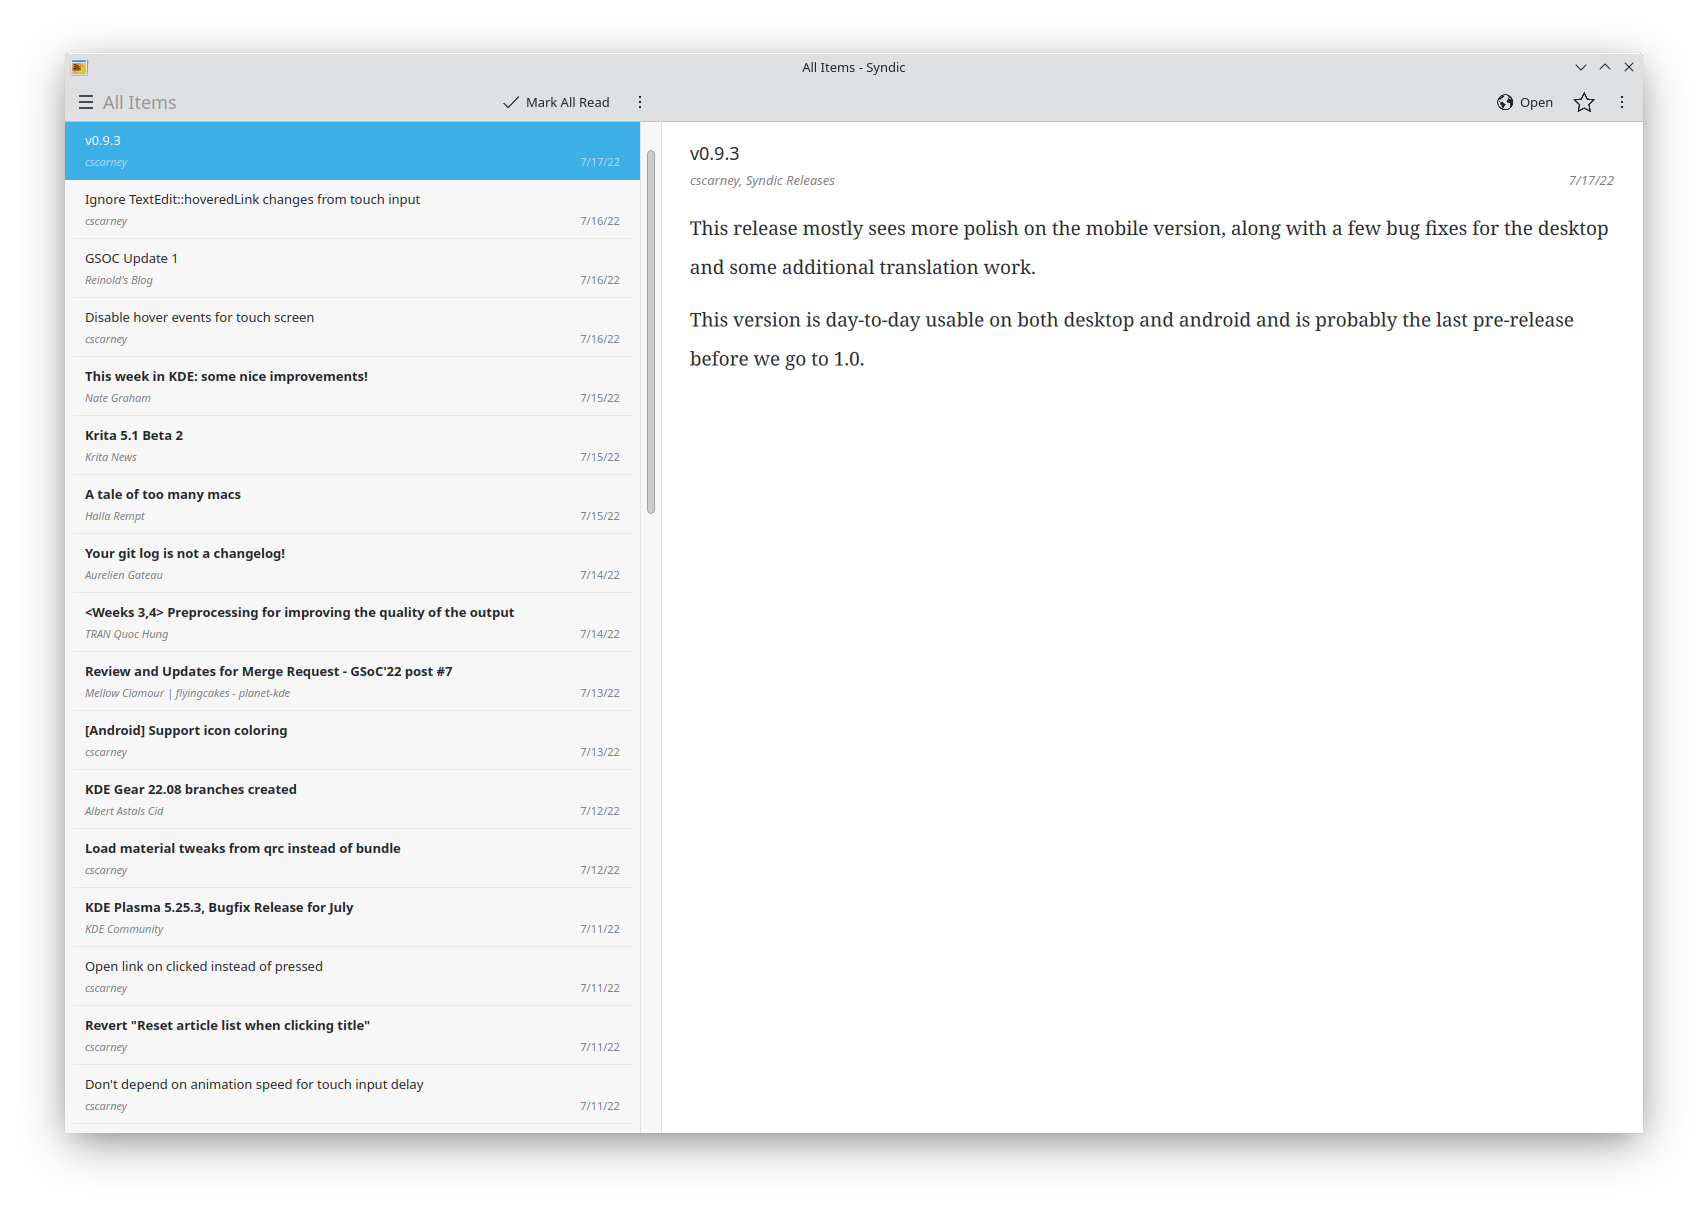 All Items - Syndic
All Items
Mark All Read
Open
v0.9.3
cscarney 7/17/22
Ignore TextEdit::hoveredLink changes from touch input
cscarney 7/16/22
GSOC Update 1
Reinold's Blog 7/16/22
Disable hover events for touch screen
cscarney 7/16/22
This week in KDE: some nice improvements!
Nate Graham 7/15/22
Krita 5.1 Beta 2
Krita News 7/15/22
A tale of too many macs
Halla Rempt 7/15/22
Your git log is not a changelog!
Aurelien Gateau 7/14/22
<Weeks 3,4> Preprocessing for improving the quality of the output
TRAN Quoc Hung 7/14/22
Review and Updates for Merge Request - GSoC'22 post #7
Mellow Clamour | flyingcakes - planet-kde 7/13/22
[Android] Support icon coloring
cscarney 7/13/22
KDE Gear 22.08 branches created
Albert Astals Cid 7/12/22
Load material tweaks from qrc instead of bundle
cscarney 7/12/22
KDE Plasma 5.25.3, Bugfix Release for July
KDE Community 7/11/22
Open link on clicked instead of pressed
cscarney 7/11/22
Revert "Reset article list when clicking title"
cscarney 7/11/22
Don't depend on animation speed for touch input delay
cscarney 7/11/22
v0.9.3
cscarney, Syndic Releases 7/17/22
This release mostly sees more polish on the mobile version, along with a few bug fixes for the desktop
and some additional translation work.
This version is day-to-day usable on both desktop and android and is probably the last pre-release
before we go to 1.0.